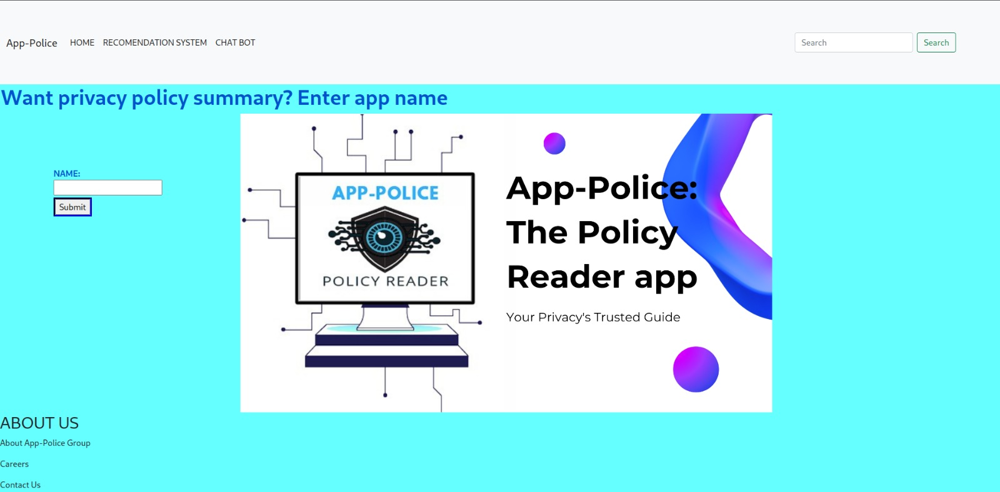 App-Police HOME RECOMENDATION SYSTEM CHAT BOT Search Search
Want privacy policy summary? Enter app name
NAME:
Submit
APP-POLICE
POLICY READER
App-Police:
The Policy
Reader app
Your Privacy's Trusted Guide
ABOUT US
About App-Police Group
Careers
Contact Us